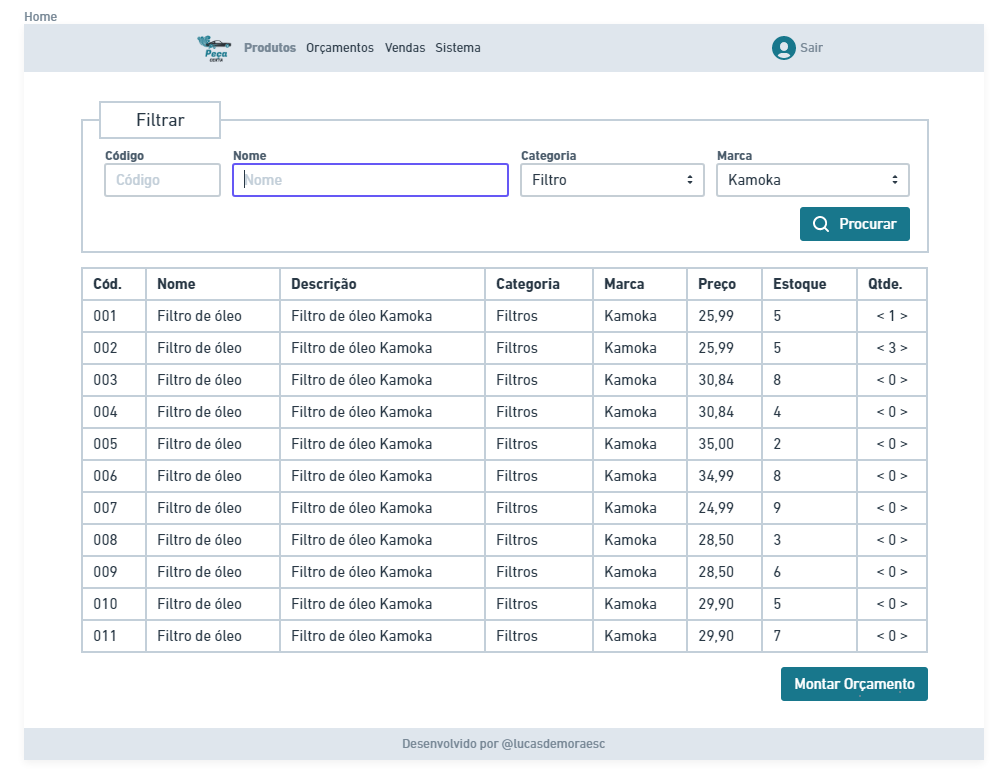 Home
Peça certa Produtos Orçamentos Vendas Sistema Sair
Filtrar
Código Nome Categoria Marca
Código Nome Filtro Kamoka
Procurar
Cód. Nome Descrição Categoria Marca Preço Estoque Qtde.
001 Filtro de óleo Filtro de óleo Kamoka Filtros Kamoka 25,99 5 < 1 >
002 Filtro de óleo Filtro de óleo Kamoka Filtros Kamoka 25,99 5 < 3 >
003 Filtro de óleo Filtro de óleo Kamoka Filtros Kamoka 30,84 8 < 0 >
004 Filtro de óleo Filtro de óleo Kamoka Filtros Kamoka 30,84 4 < 0 >
005 Filtro de óleo Filtro de óleo Kamoka Filtros Kamoka 35,00 2 < 0 >
006 Filtro de óleo Filtro de óleo Kamoka Filtros Kamoka 34,99 8 < 0 >
007 Filtro de óleo Filtro de óleo Kamoka Filtros Kamoka 24,99 9 < 0 >
008 Filtro de óleo Filtro de óleo Kamoka Filtros Kamoka 28,50 3 < 0 >
009 Filtro de óleo Filtro de óleo Kamoka Filtros Kamoka 28,50 6 < 0 >
010 Filtro de óleo Filtro de óleo Kamoka Filtros Kamoka 29,90 5 < 0 >
011 Filtro de óleo Filtro de óleo Kamoka Filtros Kamoka 29,90 7 < 0 >
Montar Orçamento
Desenvolvido por @lucasdemoraesc